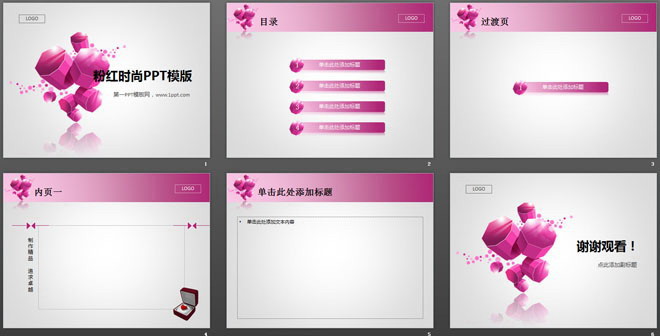 LOGO
粉红时尚PPT模版
第一PPT模板网，www.1ppt.com
1
目录
LOGO
1 单击此处添加标题
2 单击此处添加标题
3 单击此处添加标题
4 单击此处添加标题
2
过渡页
LOGO
1 单击此处添加标题
3
内页一
LOGO
制作精品 追求卓越
4
单击此处添加标题
• 单击此处添加文本内容
5
LOGO
谢谢观看！
点此添加副标题
6